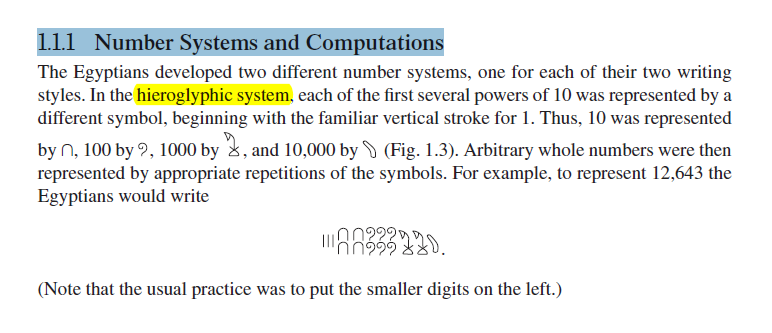 1.1.1 Number Systems and Computations
The Egyptians developed two different number systems, one for each of their two writing
styles. In the hieroglyphic system, each of the first several powers of 10 was represented by a
different symbol, beginning with the familiar vertical stroke for 1. Thus, 10 was represented
by ∩, 100 by 𓍢, 1000 by 𓆼, and 10,000 by 𓂭 (Fig. 1.3). Arbitrary whole numbers were then
represented by appropriate repetitions of the symbols. For example, to represent 12,643 the
Egyptians would write
|||∩∩∩∩𓍢𓍢𓍢𓍢𓍢𓍢𓆼𓆼𓂭.
(Note that the usual practice was to put the smaller digits on the left.)